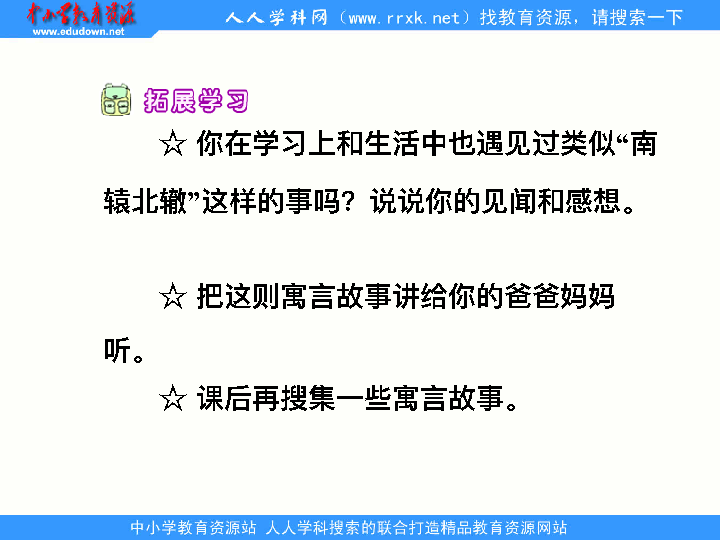 中小学教育资源
www.edudown.net
人人学科网（www.rrxk.net）找教育资源，请搜索一下
拓展学习
☆ 你在学习上和生活中也遇见过类似“南
辕北辙”这样的事吗？说说你的见闻和感想。
☆ 把这则寓言故事讲给你的爸爸妈妈
听。
☆ 课后再搜集一些寓言故事。
中小学教育资源站 人人学科搜索的联合打造精品教育资源网站